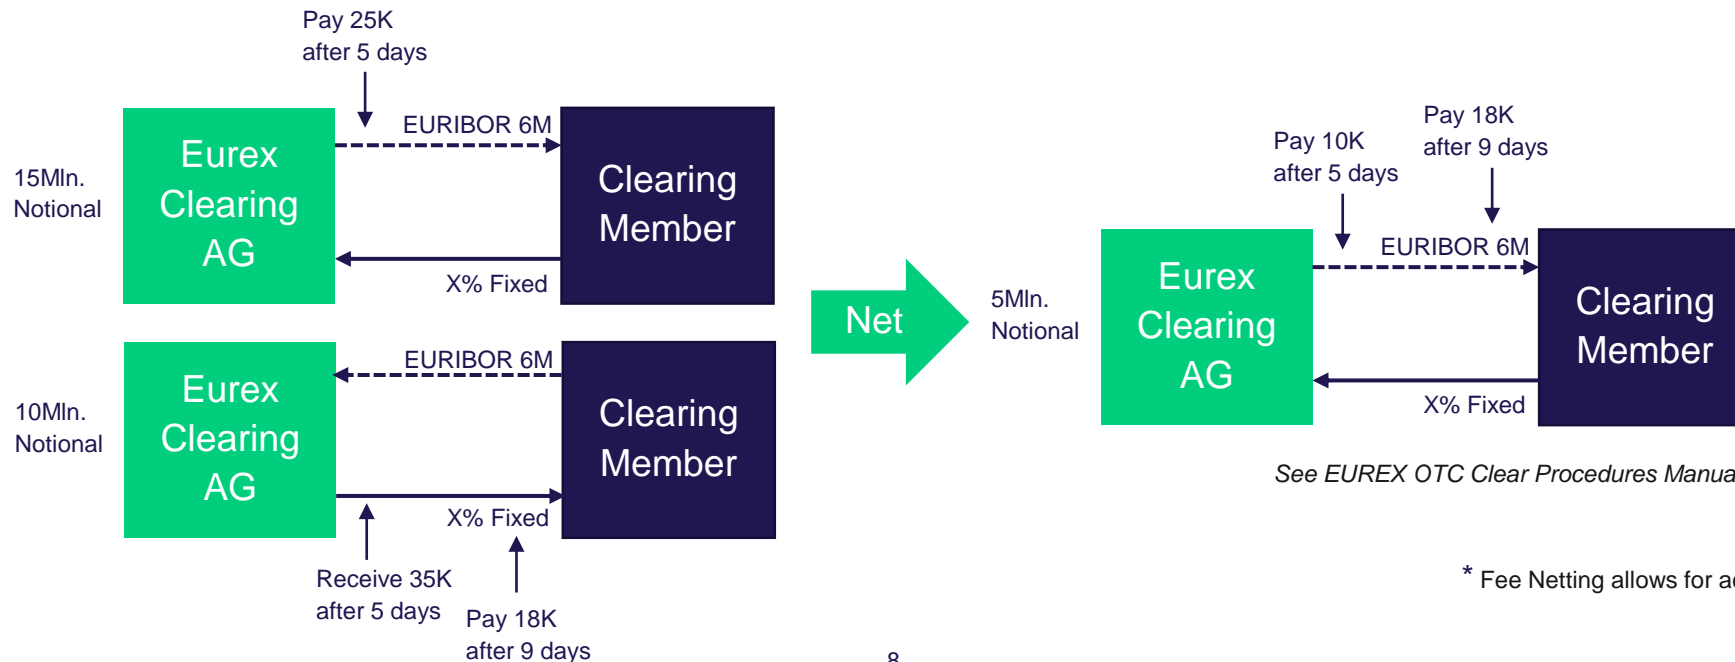 Pay 25K
after 5 days
15Mln.
Notional
Eurex
Clearing
AG
EURIBOR 6M
X% Fixed
Clearing
Member
10Mln.
Notional
Eurex
Clearing
AG
EURIBOR 6M
X% Fixed
Clearing
Member
Receive 35K
after 5 days
Pay 18K
after 9 days
Net
5Mln.
Notional
Pay 10K
after 5 days
Pay 18K
after 9 days
Eurex
Clearing
AG
EURIBOR 6M
X% Fixed
Clearing
Member
See EUREX OTC Clear Procedures Manua
* Fee Netting allows for
8